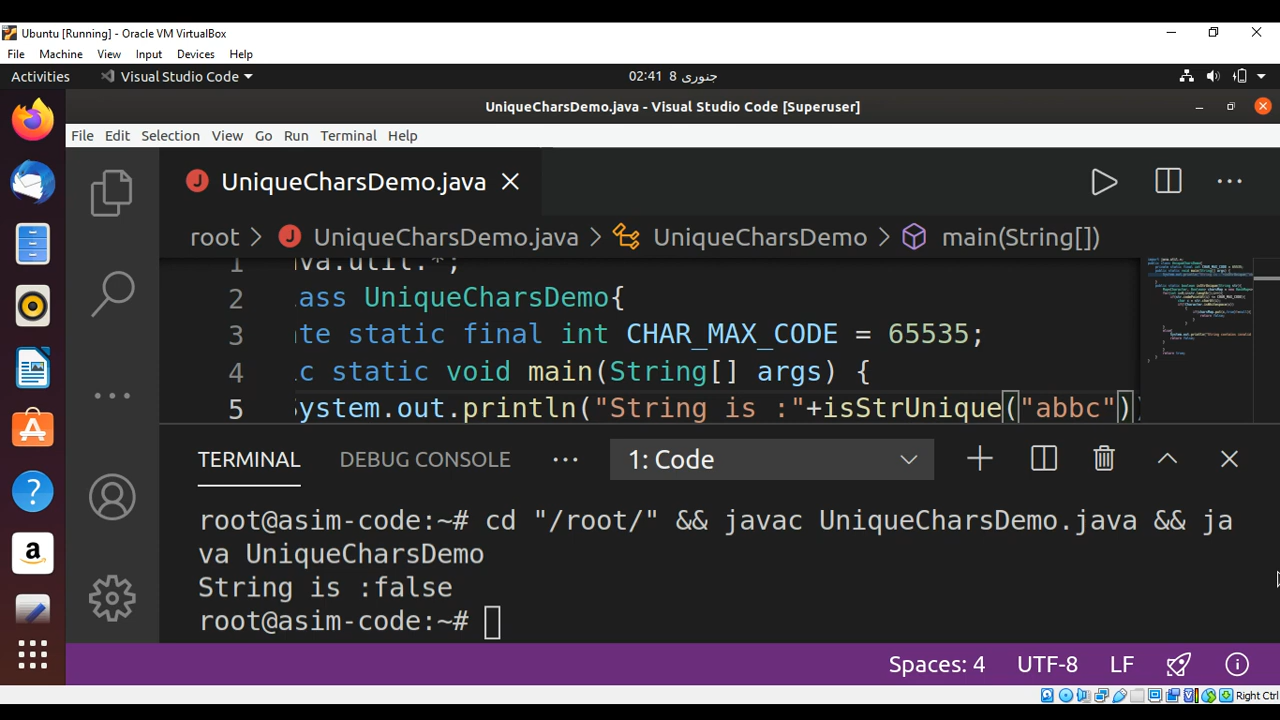 Ubuntu [Running] - Oracle VM VirtualBox
File Machine View Input Devices Help
Activities Visual Studio Code 02:41 8 جنوری
UniqueCharsDemo.java - Visual Studio Code [Superuser]
File Edit Selection View Go Run Terminal Help
UniqueCharsDemo.java
root > UniqueCharsDemo.java > UniqueCharsDemo > main(String[])
1 va.util.*;
2 ass UniqueCharsDemo{
3 te static final int CHAR_MAX_CODE = 65535;
4 c static void main(String[] args) {
5 System.out.println("String is :"+isStrUnique("abbc")
TERMINAL DEBUG CONSOLE ··· 1: Code
root@asim-code:~# cd "/root/" && javac UniqueCharsDemo.java && ja
va UniqueCharsDemo
String is :false
root@asim-code:~#
Spaces: 4 UTF-8 LF
Right Ctrl